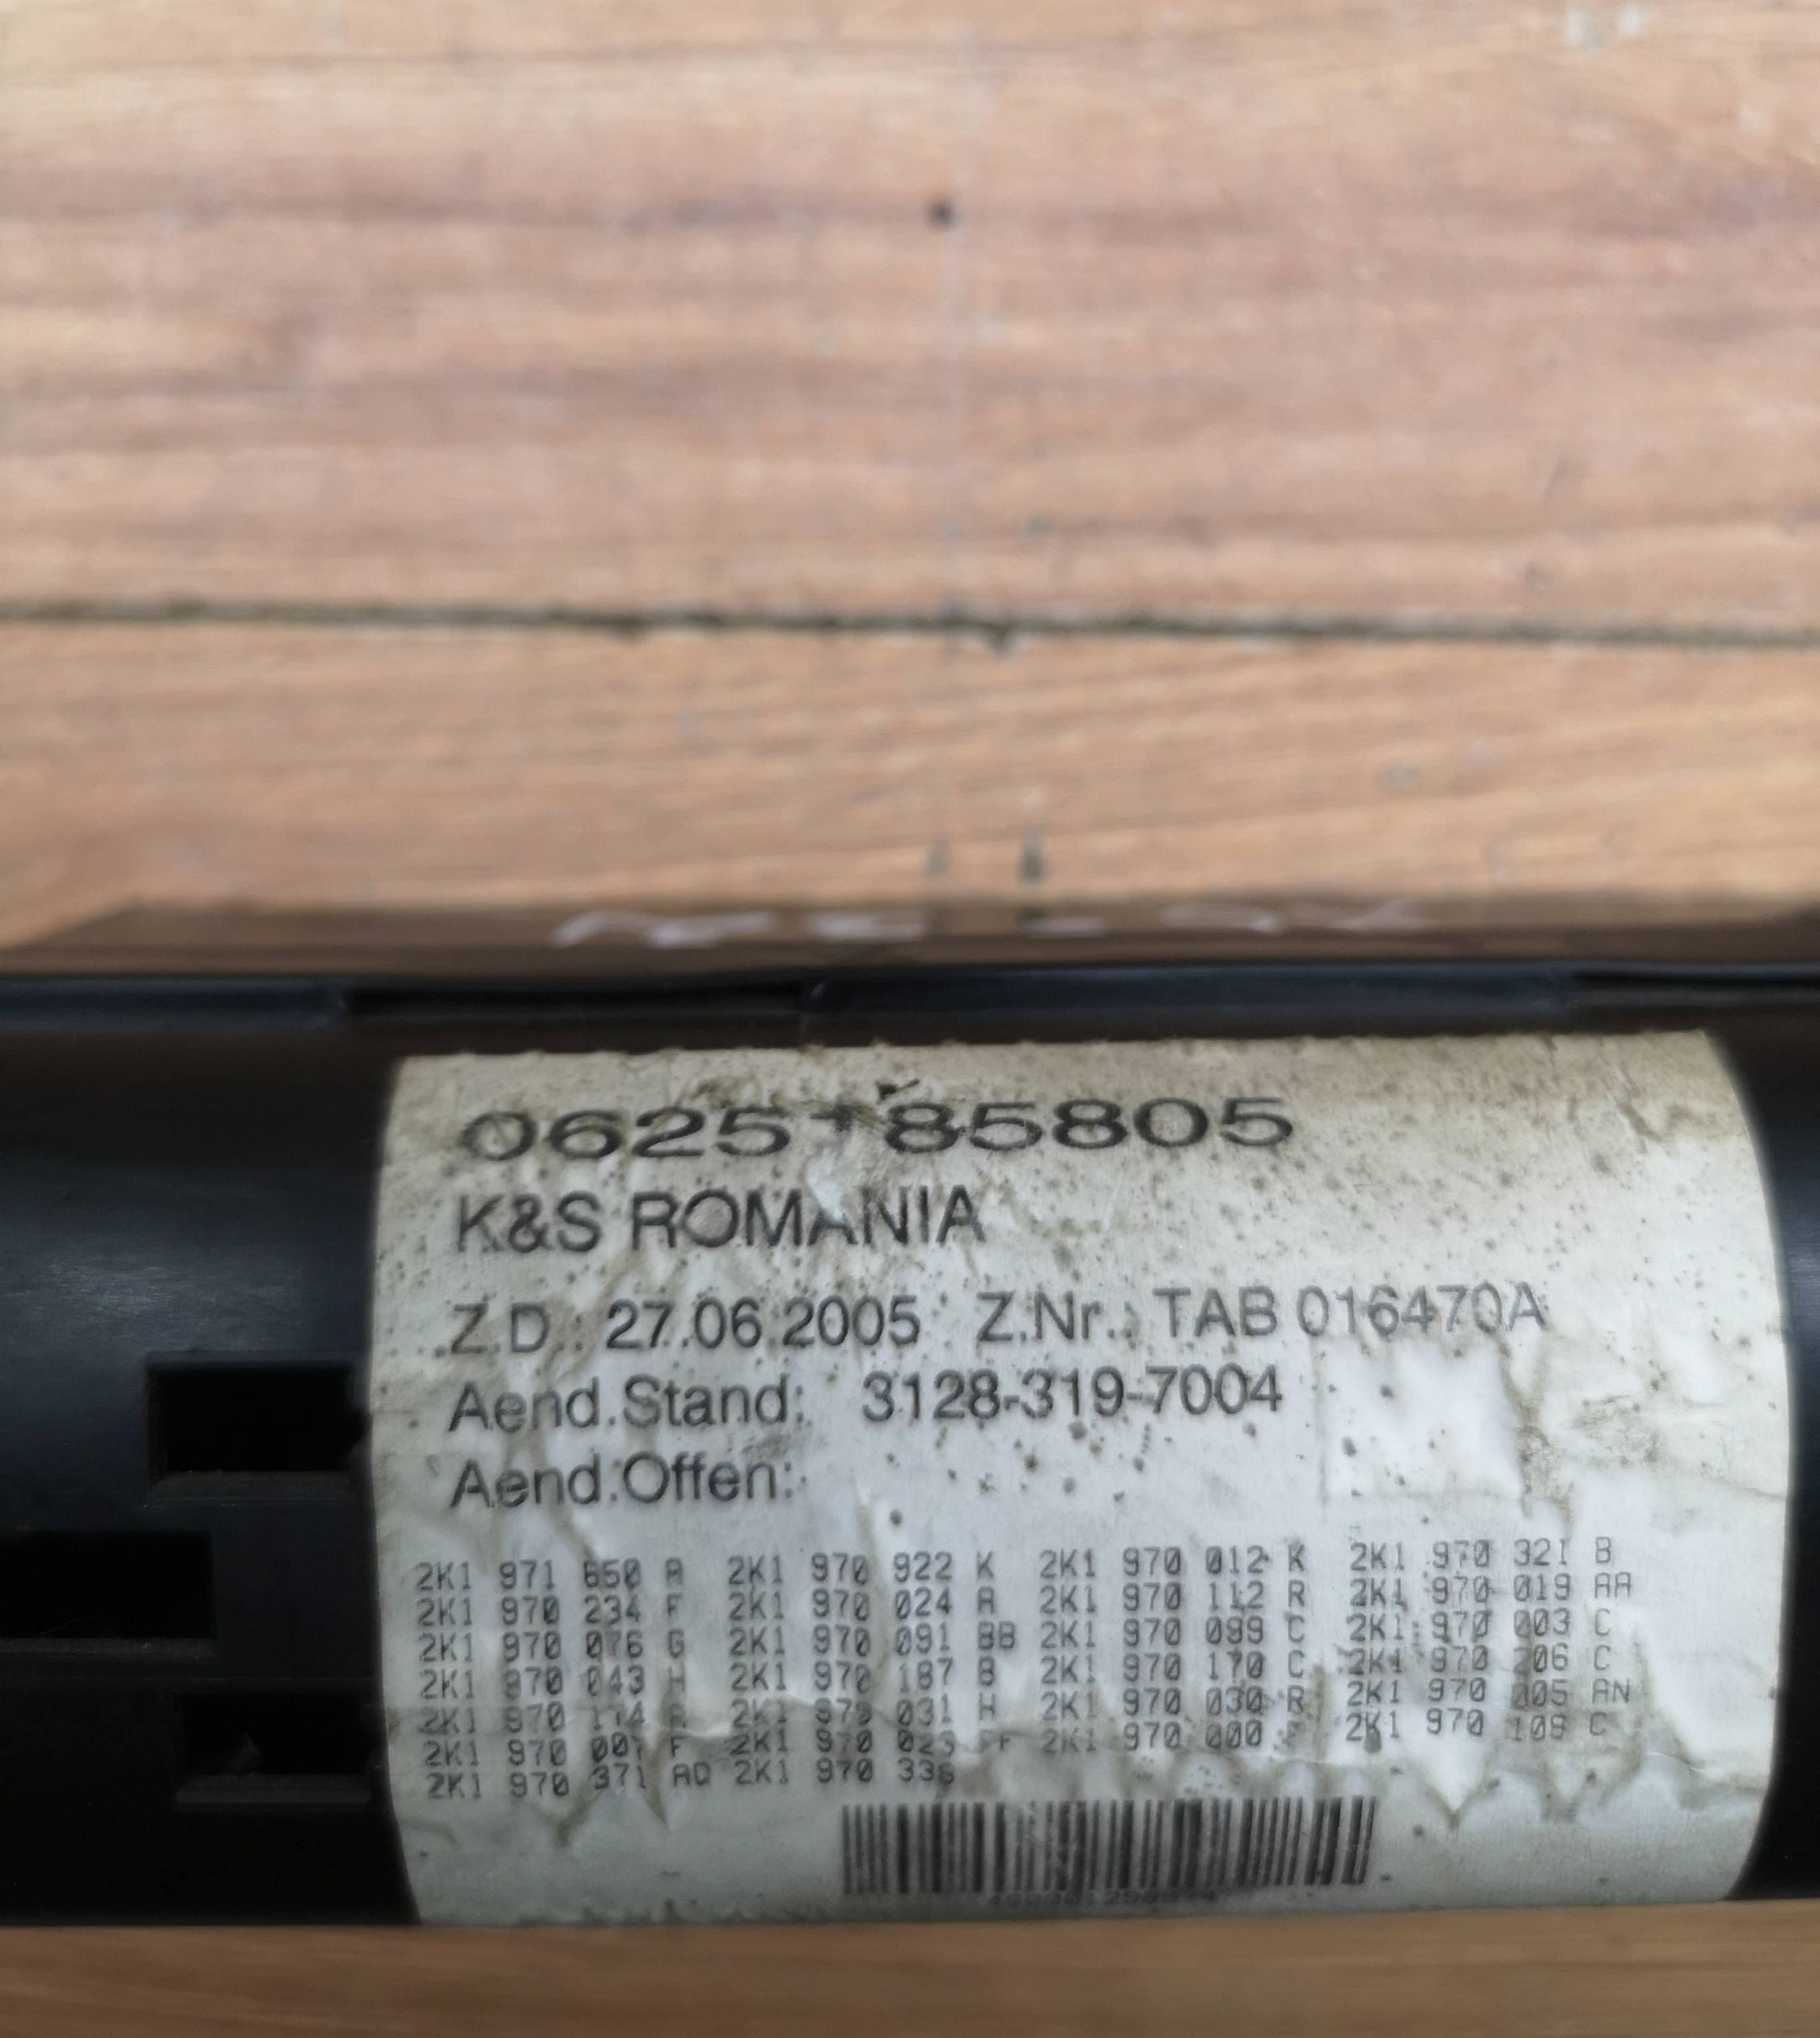 0625 85805
K&S ROMANIA
Z.D.: 27.06.2005 Z.Nr.: TAB 016470A
Aend.Stand: 3128-319-7004
Aend.Offen:
2K1 971 650 A 2K1 970 922 K 2K1 970 012 K 2K1 970 321 B
2K1 970 234 F 2K1 970 024 A 2K1 970 112 R 2K1 970 019 AA
2K1 970 076 G 2K1 970 091 BB 2K1 970 099 C 2K1 970 003 C
2K1 970 043 H 2K1 970 187 B 2K1 970 170 C 2K1 970 206 C
2K1 970 2K1 970 031 H 2K1 970 030 R 2K1 970 005 AN
2K1 970 F 2K1 970 2K1 970 000 2K1 970 109 C
2K1 970 371 AQ 2K1 970